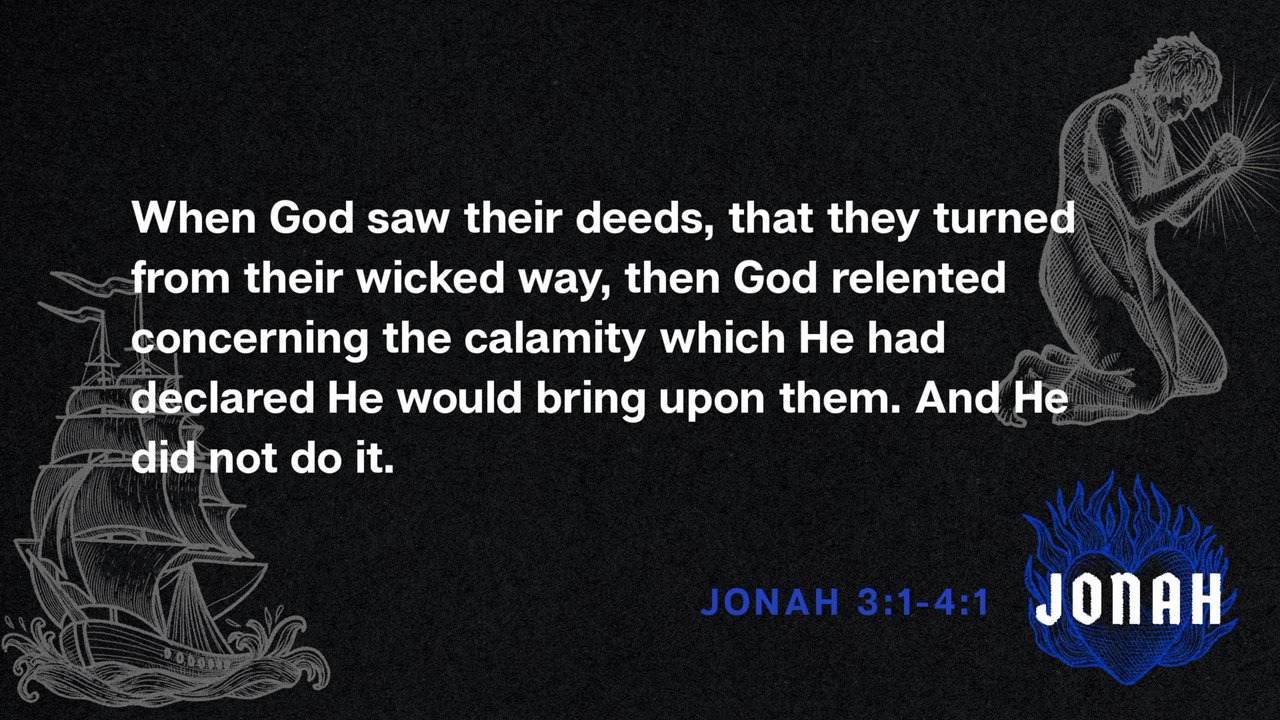 When God saw their deeds, that they turned
from their wicked way, then God relented
concerning the calamity which He had
declared He would bring upon them. And He
did not do it.
JONAH 3:1-4:1
JONAH